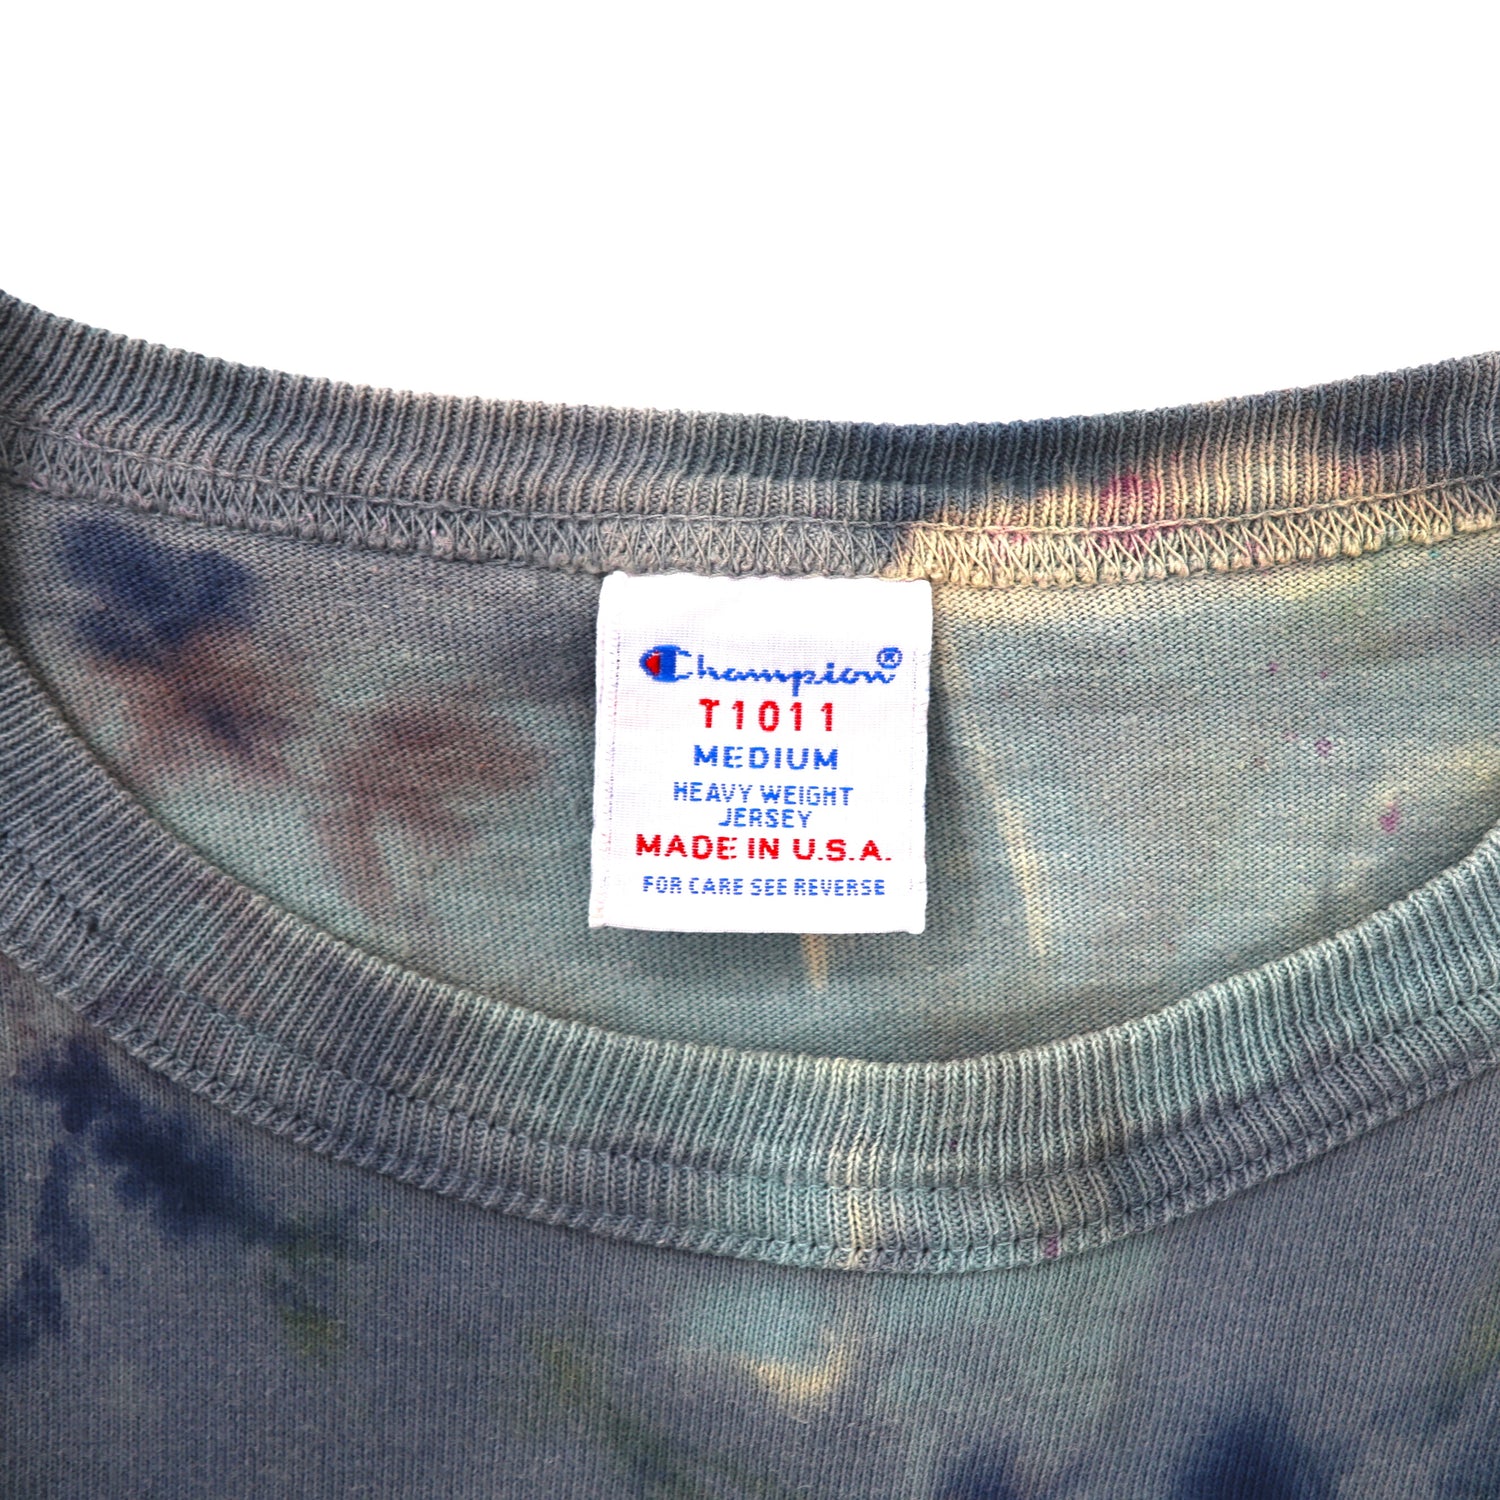 Champion®
T1011
MEDIUM
HEAVY WEIGHT
JERSEY
MADE IN U.S.A.
FOR CARE SEE REVERSE